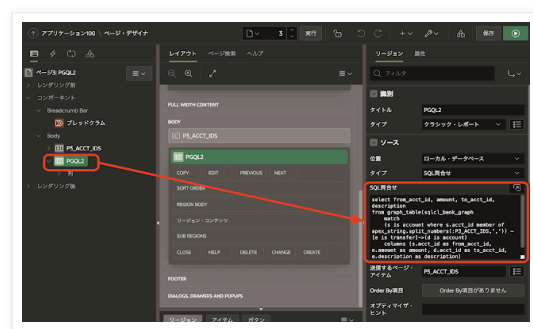 アプリケーション100 \ ページ・デザイナ
3
実行
保存
レイアウト ページ検索 ヘルプ
リージョン 属性
ページ3: PGQL2
レンダリング前
コンポーネント
Breadcrumb Bar
ブレッドクラム
Body
P3_ACCT_IDS
PGQL2
列
レンダリング後
FULL WIDTH CONTENT
BODY
P3_ACCT_IDS
PGQL2
COPY EDIT PREVIOUS NEXT
SORT ORDER
REGION BODY
リージョン・コンテンツ
SUB REGIONS
CLOSE HELP DELETE CHANGE CREATE
FOOTER
DIALOGS, DRAWERS AND POPUPS
リージョン アイテム ボタン
フィルタ
識別
タイトル PGQL2
タイプ クラシック・レポート
ソース
位置 ローカル・データベース
タイプ SQL問合せ
SQL問合せ
select from_acct_id, amount, to_acct_id,
description
from graph_table(sqlcl_bank_graph
match
(s is account where s.acct_id member of
apex_string.split_numbers(:P3_ACCT_IDS,',')) -
[e is transfer]->(d is account)
columns (s.acct_id as from_acct_id,
e.amount as amount, d.acct_id as to_acct_id,
e.description as description)
送信するページ・アイテム P3_ACCT_IDS
Order By項目 Order By項目がありません
オプティマイザ・ヒント